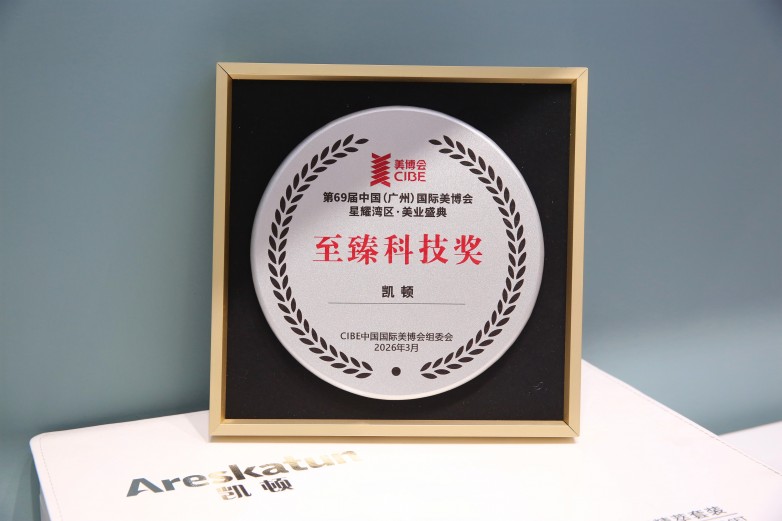 美博会
CIBE
第69届中国(广州)国际美博会
星耀湾区·美业盛典
至臻科技奖
凯顿
CIBE中国国际美博会组委会
2026年3月
Areskatun
凯顿
套装